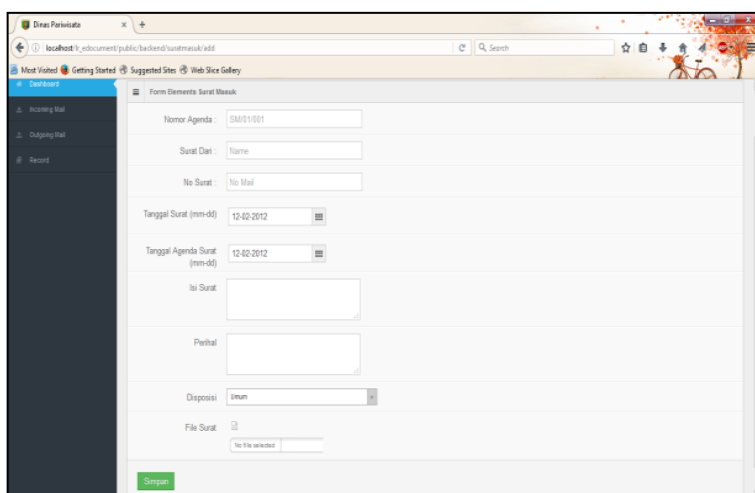 Dinas Pariwisata
localhost/lr_edocument/public/backend/suratmasuk/add
Search
Most Visited Getting Started Suggested Sites Web Slice Gallery
Dashboard
Incoming Mail
Outgoing Mail
Record
Form Elements Surat Masuk
Nomor Agenda : SM/01/001
Surat Dari : Name
No Surat : No Mail
Tanggal Surat (mm-dd) 12-02-2012
Tanggal Agenda Surat 12-02-2012
(mm-dd)
Isi Surat
Perihal
Disposisi Umum
File Surat
No file selected
Simpan